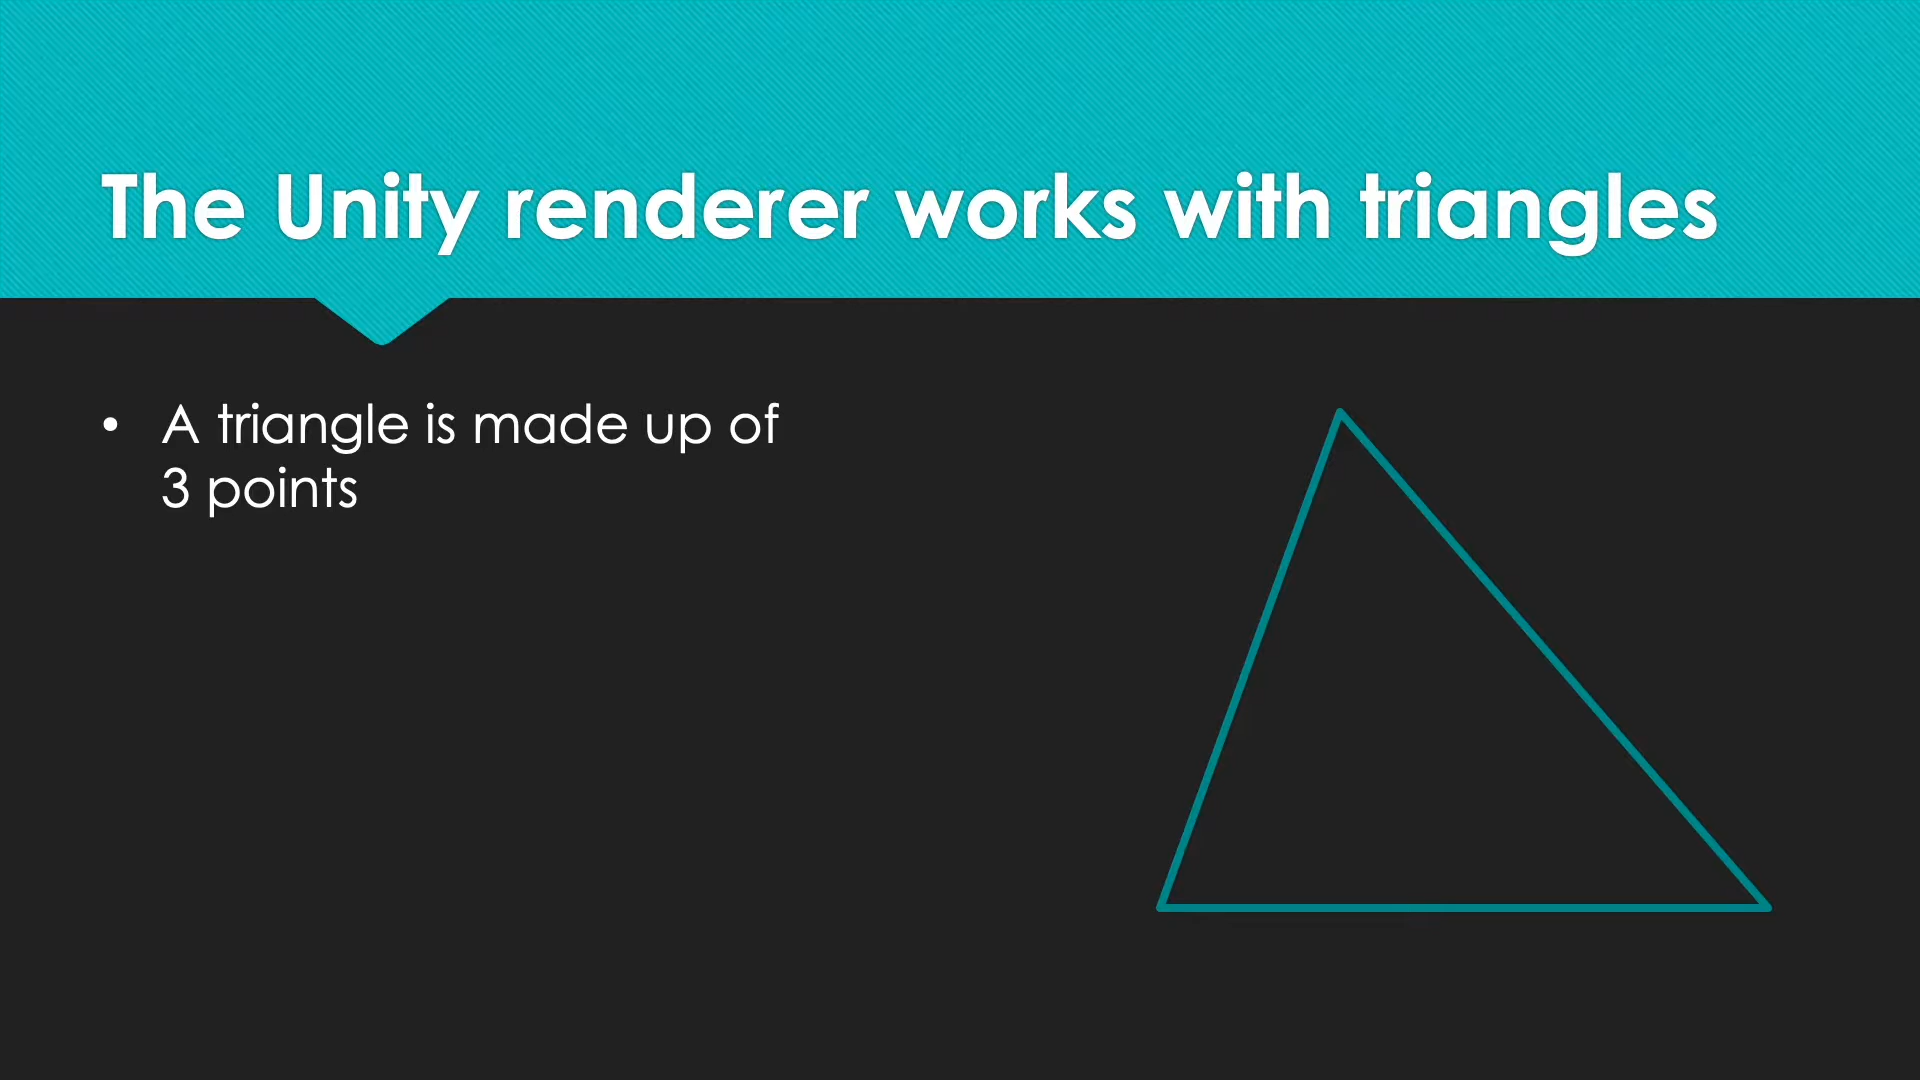 The Unity renderer works with triangles
• A triangle is made up of
3 points